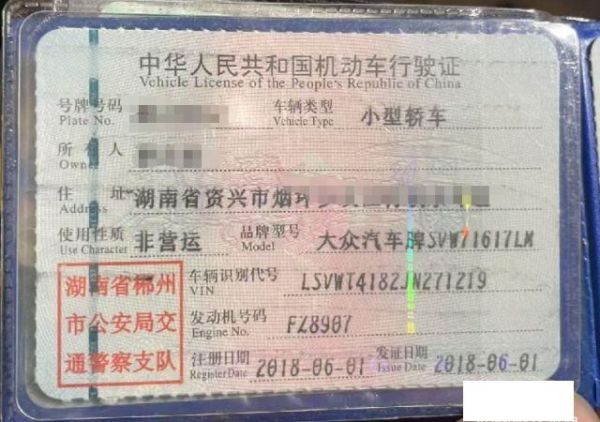 中华人民共和国机动车行驶证
Vehicle License of the People's Republic of China
号牌号码 车辆类型 小型轿车
Plate No. Vehicle Type
所有人
Owner
住址 湖南省资兴市烟
Address
使用性质 非营运 品牌型号 大众汽车牌SVW71617LM
Use Character Model
湖南省郴州 车辆识别代号 LSVWT4182JN271219
VIN
市公安局交 发动机号码 FZ8907
Engine No.
通警察支队 注册日期 2018-06-01 发证日期 2018-06-01
Register Date Issue Date